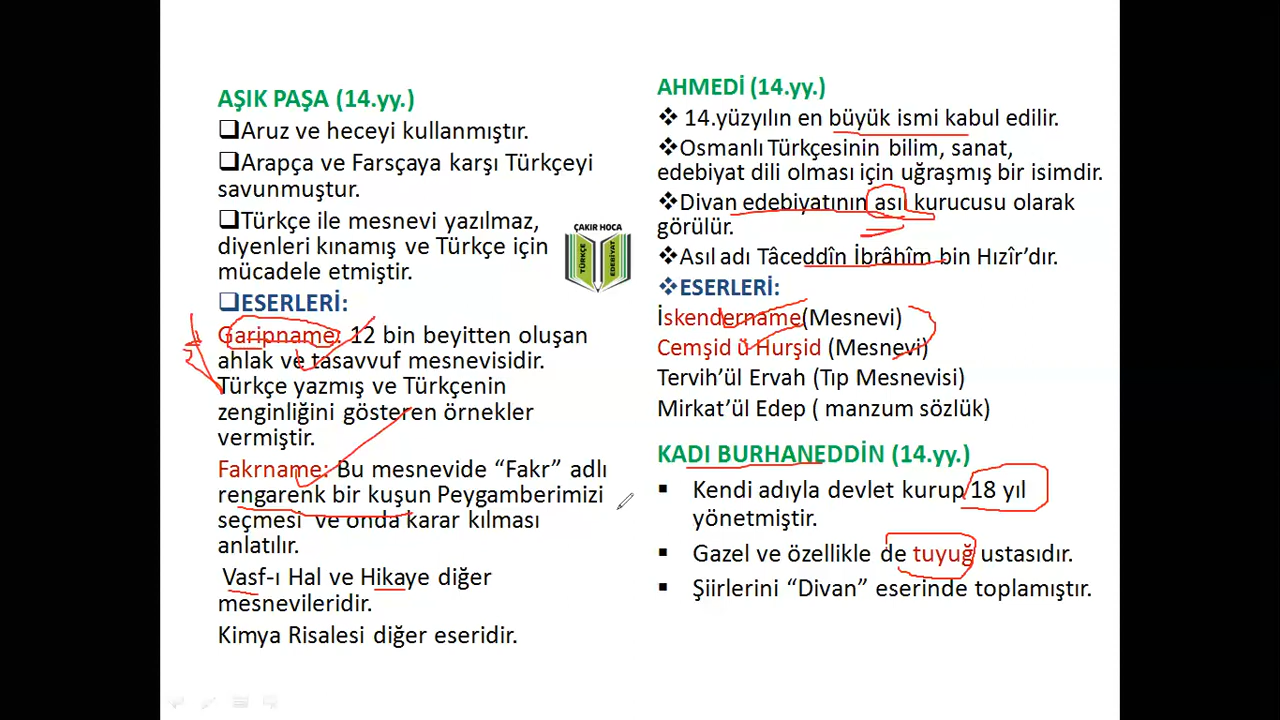 AŞIK PAŞA (14.yy.)
Aruz ve heceyi kullanmıştır.
Arapça ve Farsçaya karşı Türkçeyi
savunmuştur.
Türkçe ile mesnevi yazılmaz,
diyenleri kınamış ve Türkçe için
mücadele etmiştir.
ESERLERİ:
Garipname: 12 bin beyitten oluşan
ahlak ve tasavvuf mesnevisidir.
Türkçe yazmış ve Türkçenin
zenginliğini gösteren örnekler
vermiştir.
Fakrname: Bu mesnevide “Fakr” adlı
rengarenk bir kuşun Peygamberimizi
seçmesi ve onda karar kılması
anlatılır.
Vasf-ı Hal ve Hikaye diğer
mesnevileridir.
Kimya Risalesi diğer eseridir.
ÇAKIR HOCA
TÜRKÇE
EDEBİYAT
AHMEDİ (14.yy.)
14.yüzyılın en büyük ismi kabul edilir.
Osmanlı Türkçesinin bilim, sanat,
edebiyat dili olması için uğraşmış bir isimdir.
Divan edebiyatının asıl kurucusu olarak
görülür.
Asıl adı Tâceddîn İbrâhîm bin Hızîr’dır.
ESERLERİ:
İskendername(Mesnevi)
Cemşid ü Hurşid (Mesnevi)
Tervih’ül Ervah (Tıp Mesnevisi)
Mirkat’ül Edep ( manzum sözlük)
KADI BURHANEDDİN (14.yy.)
Kendi adıyla devlet kurup 18 yıl
yönetmiştir.
Gazel ve özellikle de tuyuğ ustasıdır.
Şiirlerini “Divan” eserinde toplamıştır.